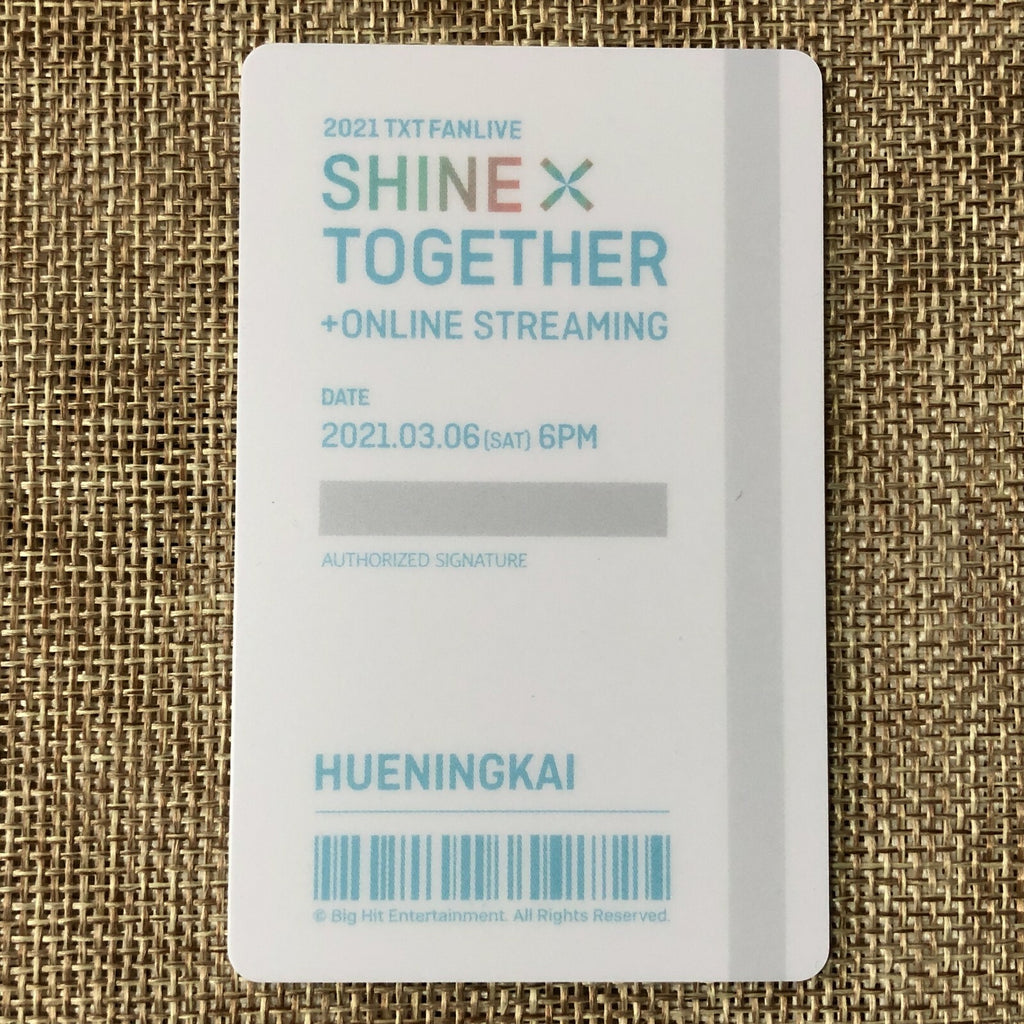 2021 TXT FANLIVE
SHINE X
TOGETHER
+ONLINE STREAMING
DATE
2021.03.06 (SAT) 6PM
AUTHORIZED SIGNATURE
HUENINGKAI
© Big Hit Entertainment. All Rights Reserved.